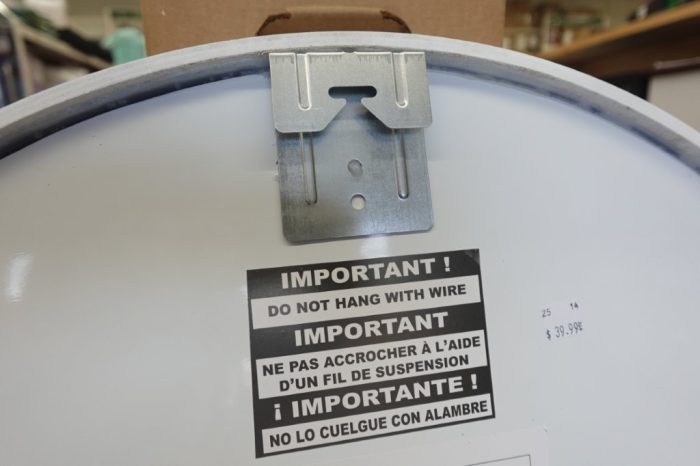 IMPORTANT !
DO NOT HANG WITH WIRE
IMPORTANT
NE PAS ACCROCHER À L'AIDE
D'UN FIL DE SUSPENSION
¡ IMPORTANTE !
NO LO CUELGUE CON ALAMBRE
25 14
$ 39.99